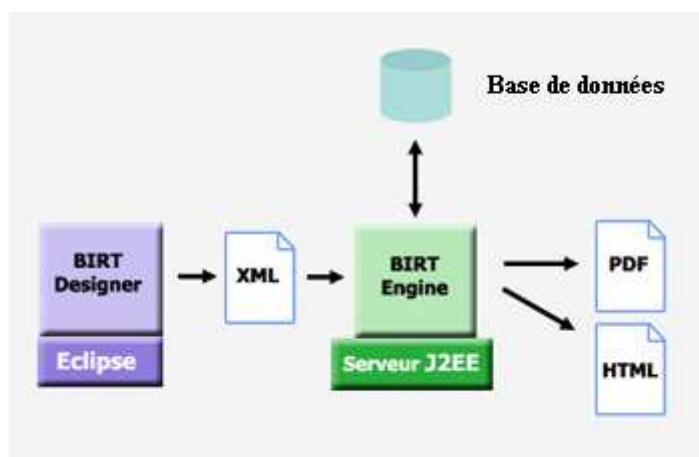 Base de données
BIRT
Designer
Eclipse
XML
BIRT
Engine
Serveur J2EE
PDF
HTML